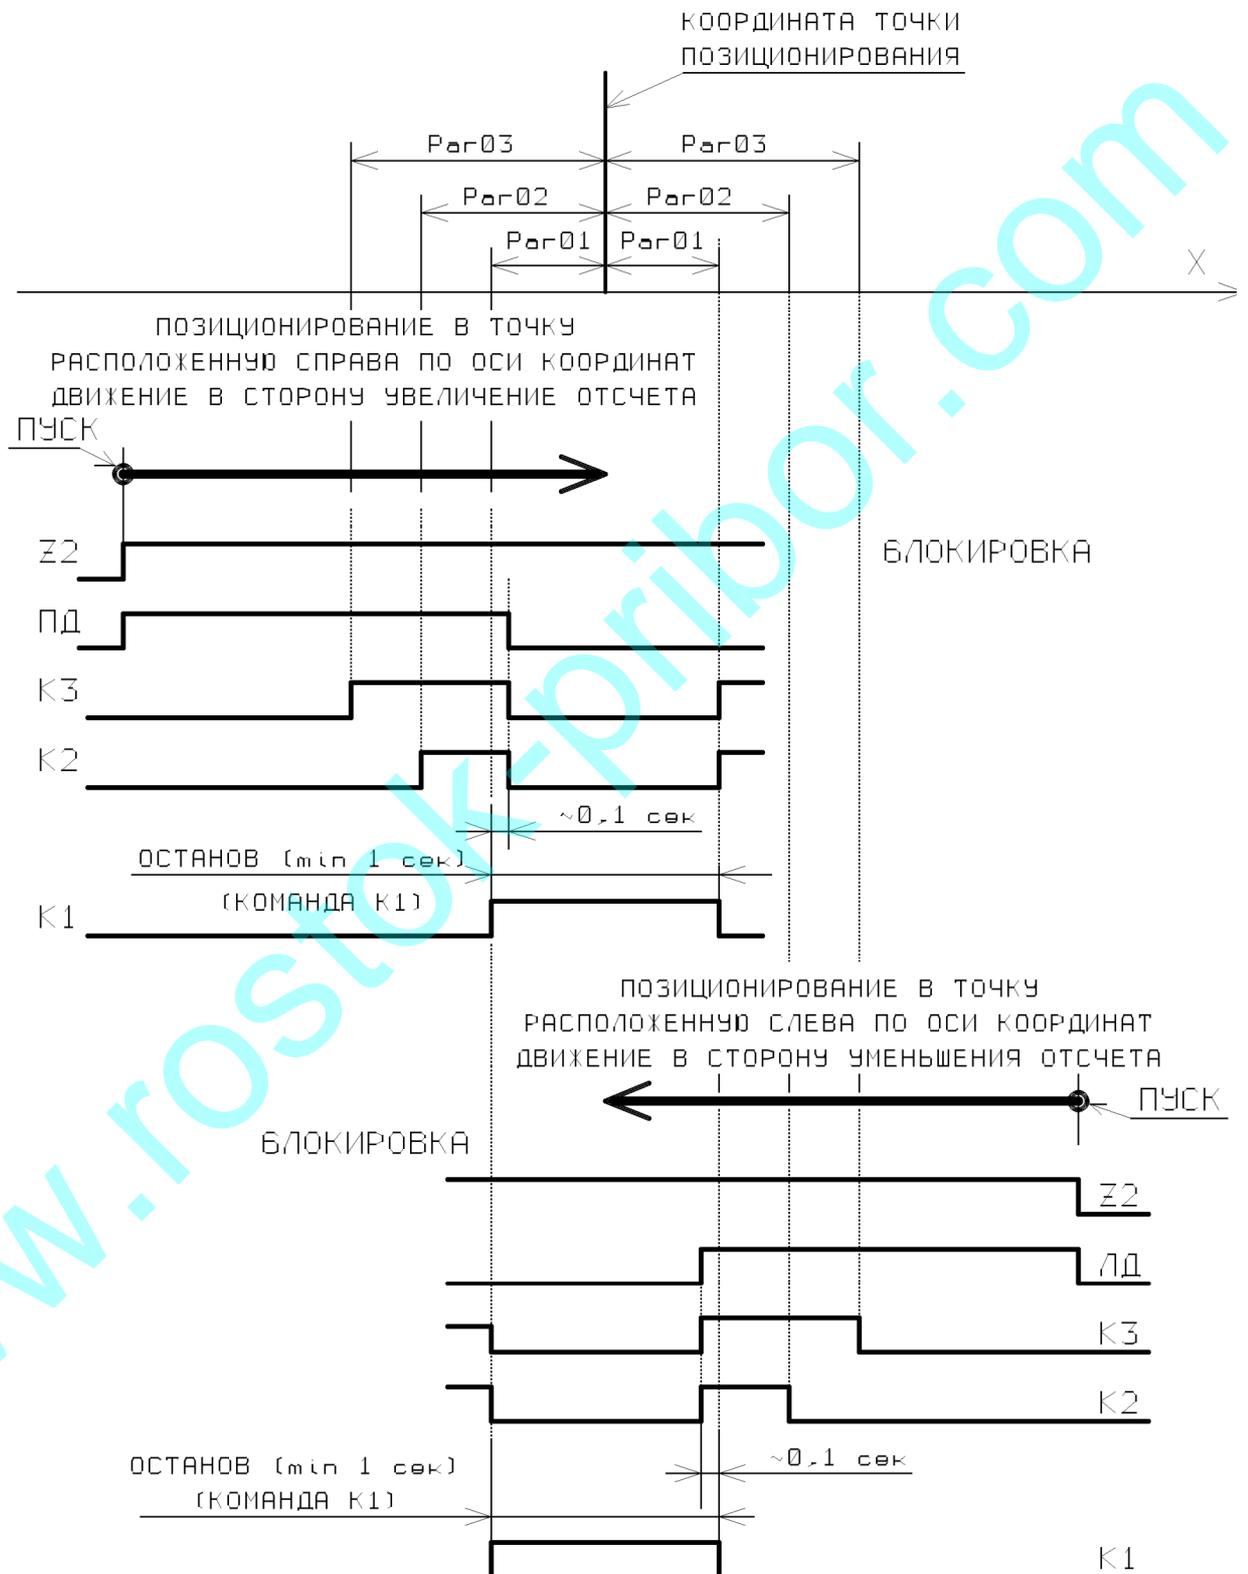 КООРДИНАТА ТОЧКИ
ПОЗИЦИОНИРОВАНИЯ
Par03 Par03
Par02 Par02
Par01 Par01
X
ПОЗИЦИОНИРОВАНИЕ В ТОЧКУ
РАСПОЛОЖЕННУЮ СПРАВА ПО ОСИ КООРДИНАТ
ДВИЖЕНИЕ В СТОРОНУ УВЕЛИЧЕНИЕ ОТСЧЕТА
ПУСК
Z2
БЛОКИРОВКА
ПД
К3
К2
~0,1 сек
ОСТАНОВ (min 1 сек)
(КОМАНДА К1)
К1
ПОЗИЦИОНИРОВАНИЕ В ТОЧКУ
РАСПОЛОЖЕННУЮ СЛЕВА ПО ОСИ КООРДИНАТ
ДВИЖЕНИЕ В СТОРОНУ УМЕНЬШЕНИЯ ОТСЧЕТА
ПУСК
БЛОКИРОВКА
Z2
ЛД
К3
К2
~0,1 сек
ОСТАНОВ (min 1 сек)
(КОМАНДА К1)
К1
w.rostok-pribor.com